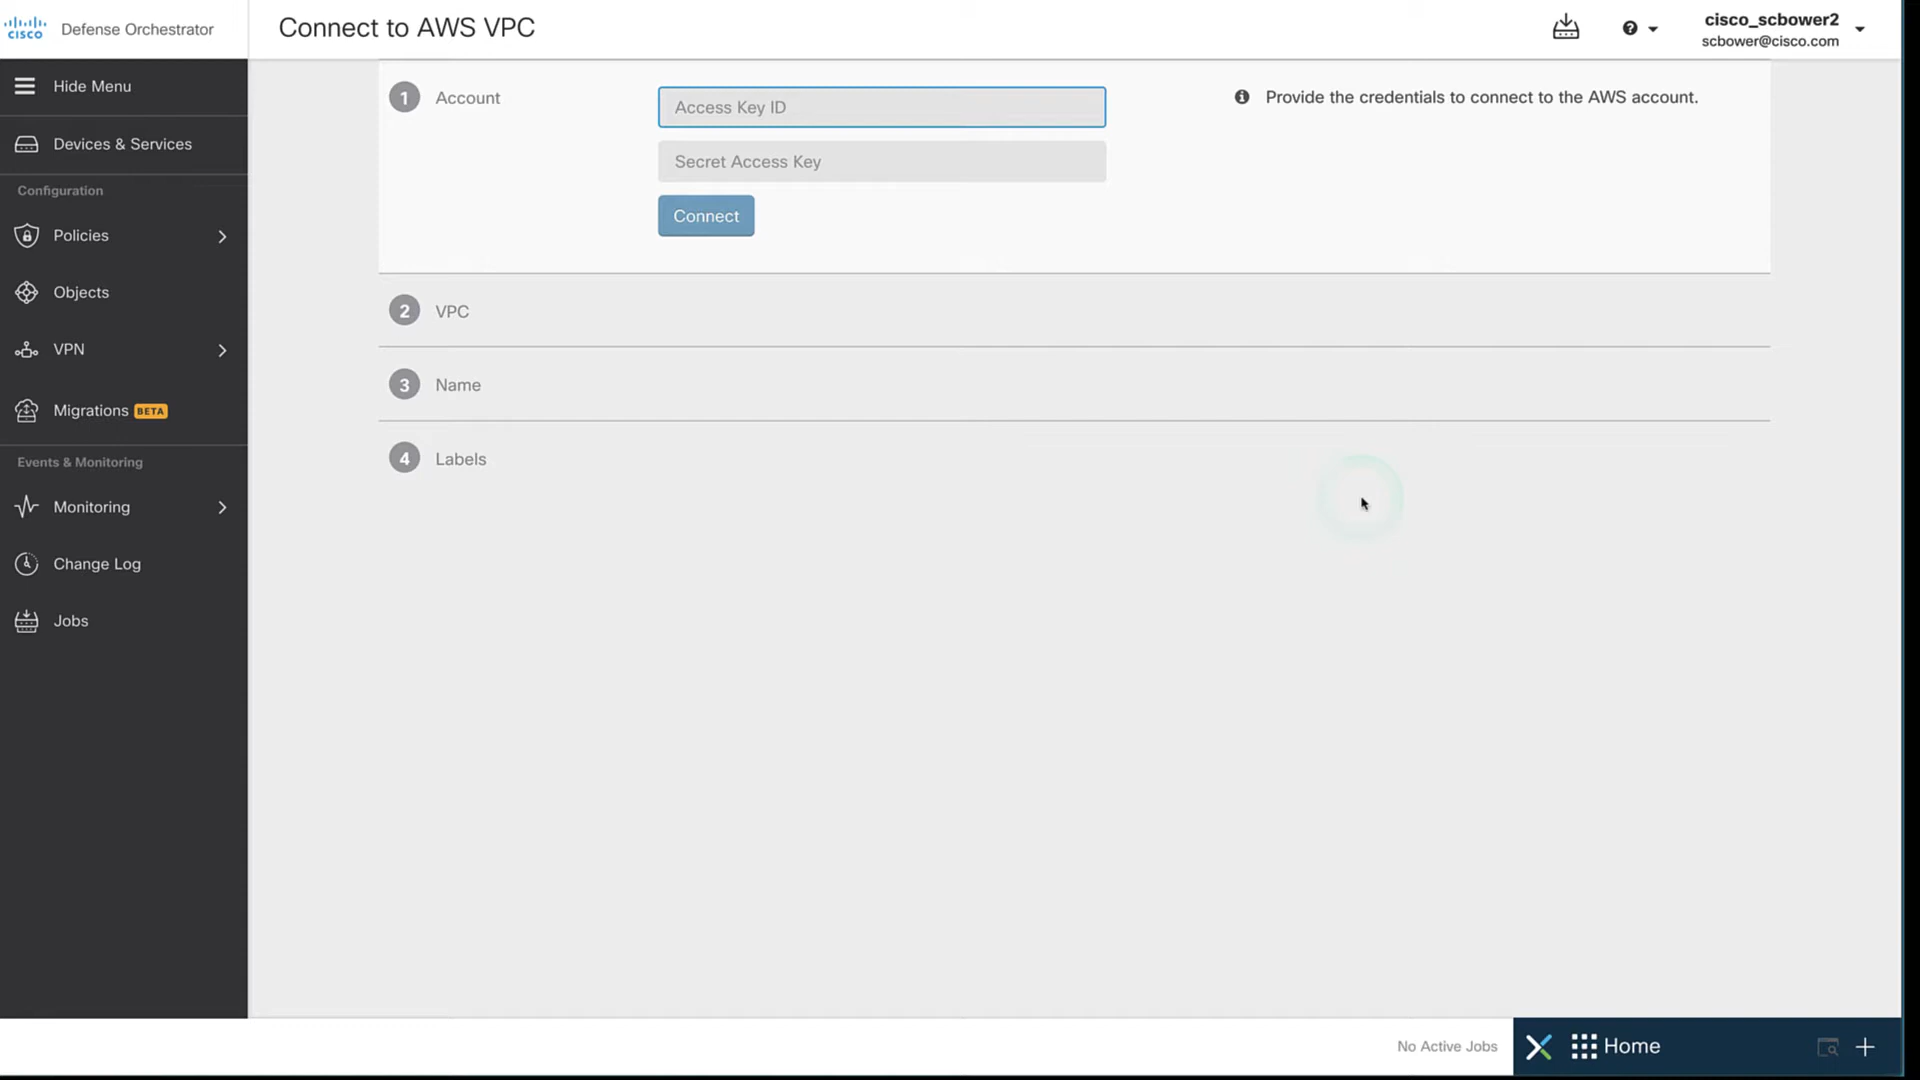 cisco
Defense Orchestrator
Connect to AWS VPC
cisco_scbower2
scbower@cisco.com
Hide Menu
Devices & Services
Configuration
Policies
Objects
VPN
Migrations BETA
Events & Monitoring
Monitoring
Change Log
Jobs
1 Account
Access Key ID
Secret Access Key
Connect
Provide the credentials to connect to the AWS account.
2 VPC
3 Name
4 Labels
No Active Jobs
Home